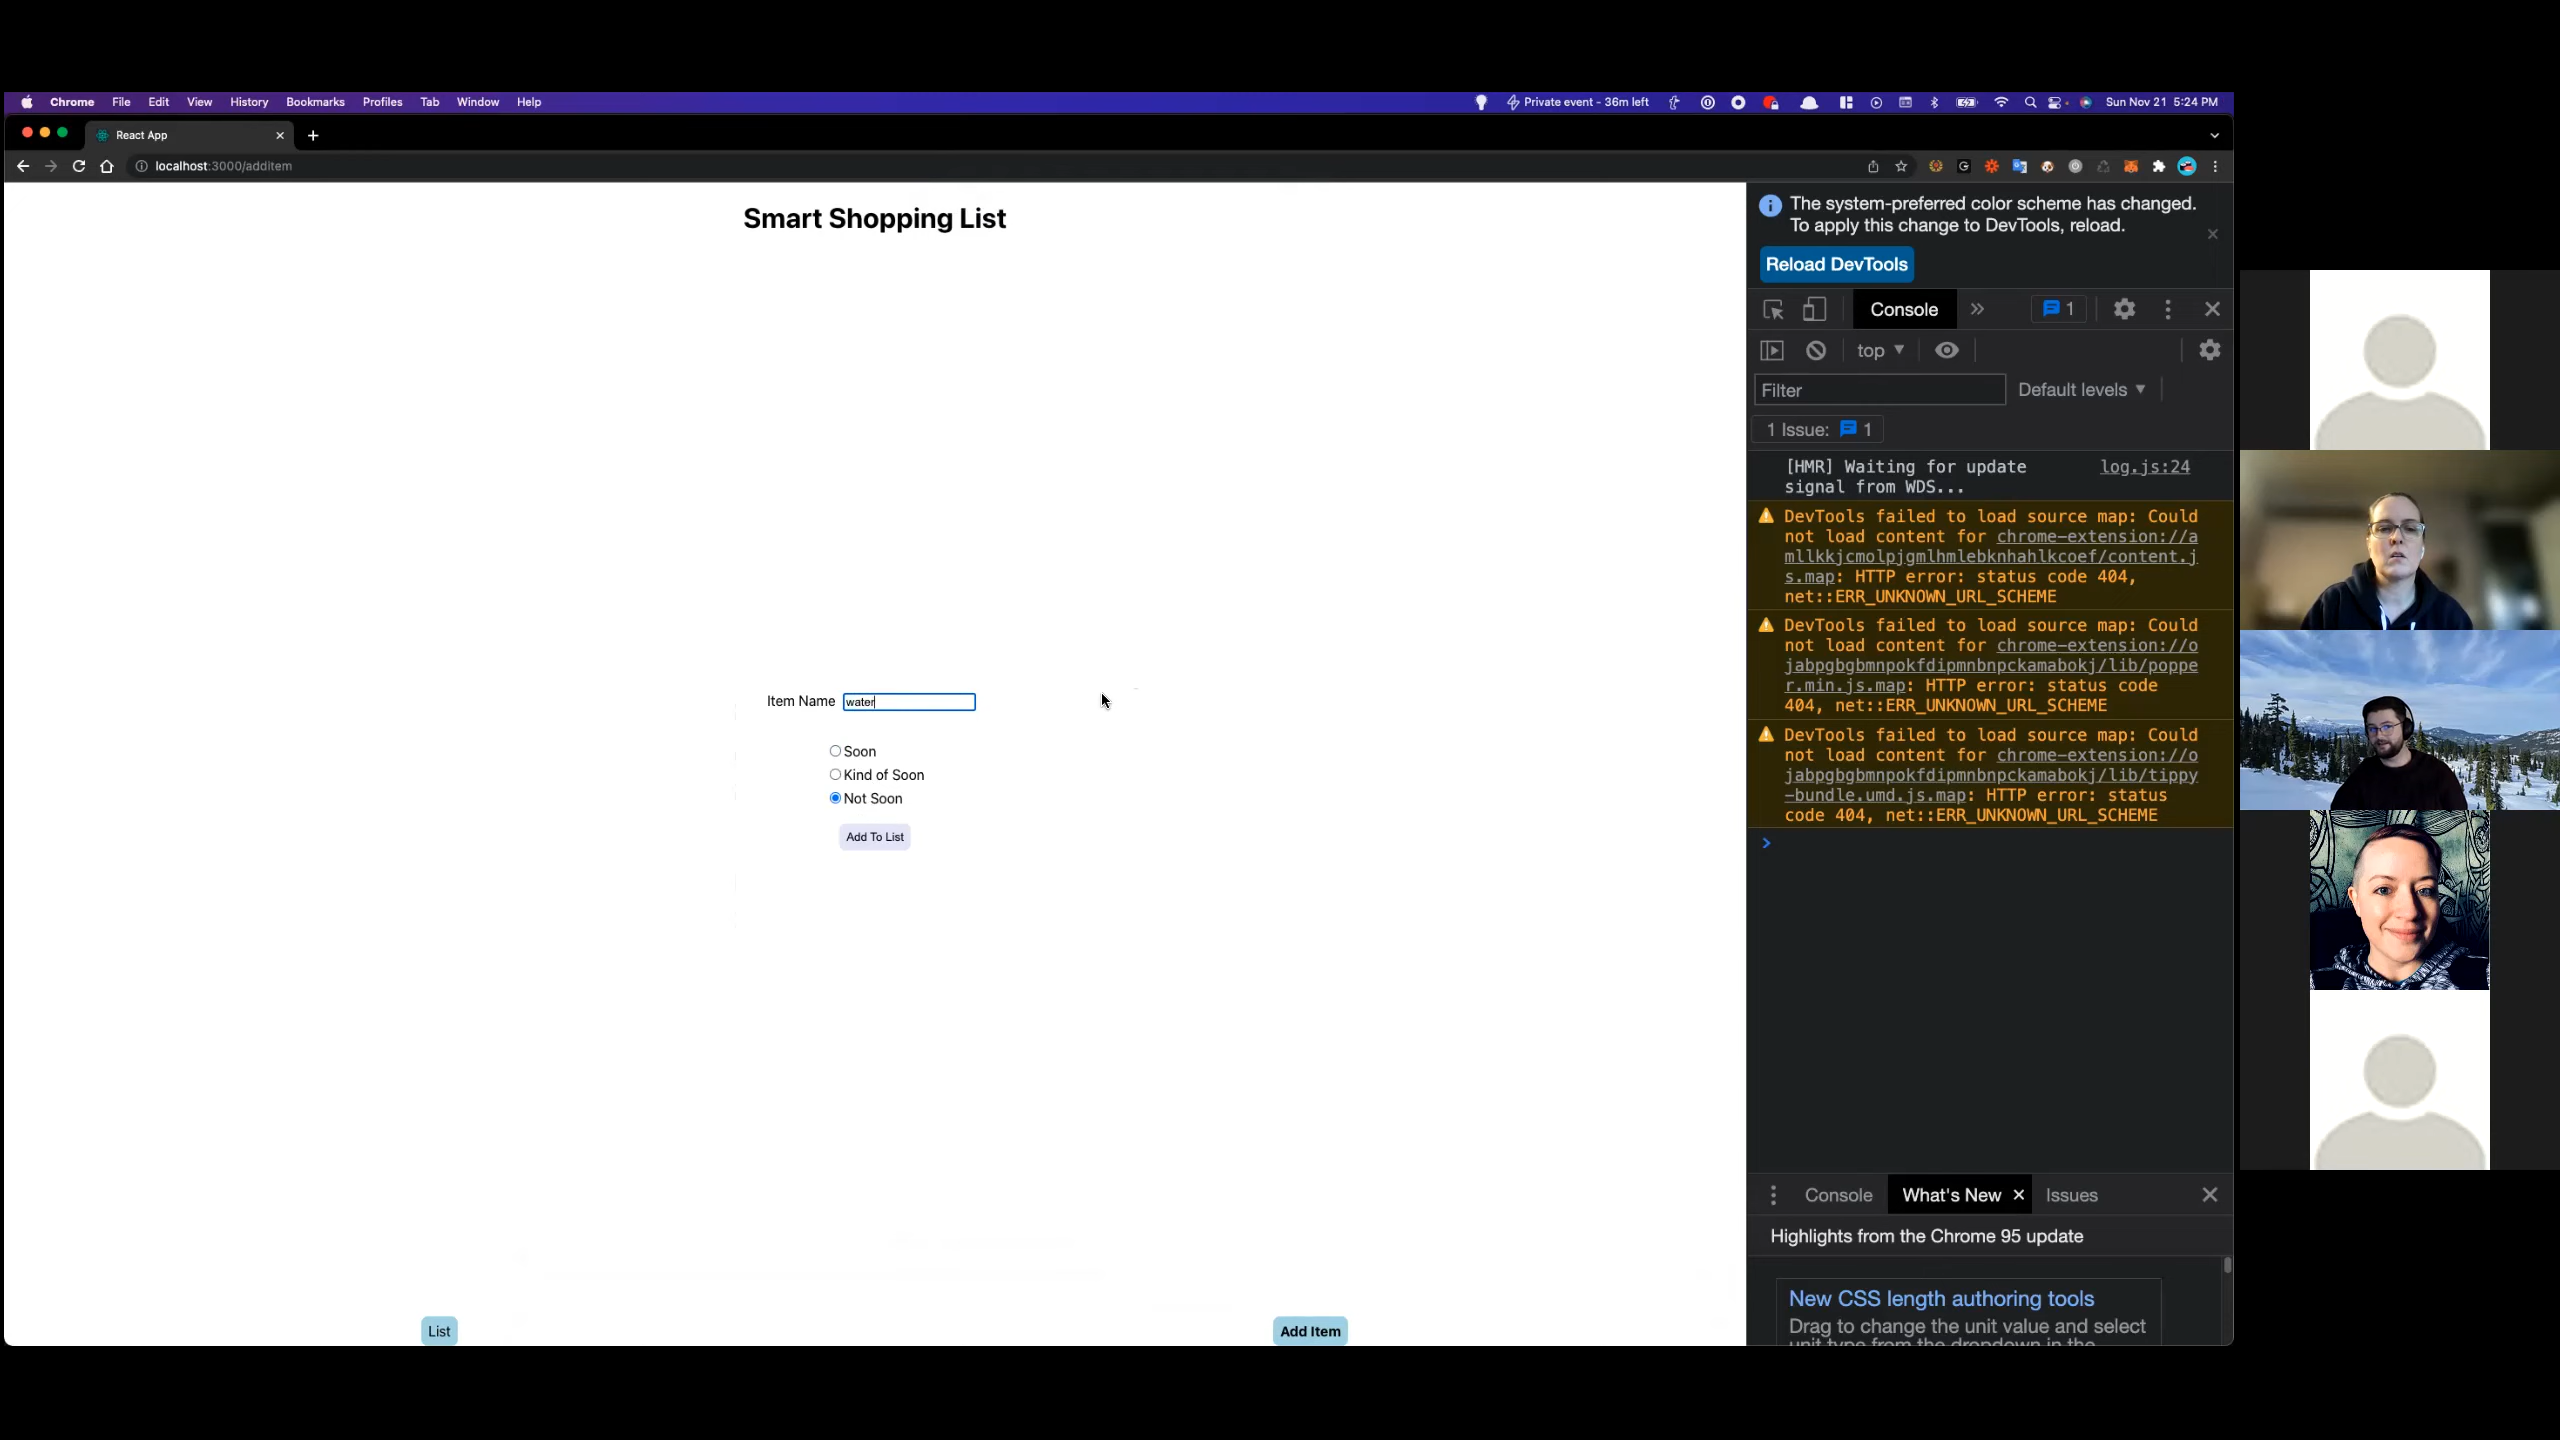 Chrome File Edit View History Bookmarks Profiles Tab Window Help
Private event - 36m left
Sun Nov 21 5:24 PM
React App
localhost:3000/additem
Smart Shopping List
Item Name water
Soon
Kind of Soon
Not Soon
Add To List
List
Add Item
The system-preferred color scheme has changed.
To apply this change to DevTools, reload.
Reload DevTools
Console » 1
top
Filter Default levels
1 Issue: 1
[HMR] Waiting for update log.js:24
signal from WDS...
DevTools failed to load source map: Could
not load content for chrome-extension://a
mllkkjcmolpjgmlhmlebknhahlkcoef/content.j
s.map: HTTP error: status code 404,
net::ERR_UNKNOWN_URL_SCHEME
DevTools failed to load source map: Could
not load content for chrome-extension://o
jabpgbgbmnpokfdipmnbnpckamabokj/lib/poppe
r.min.js.map: HTTP error: status code
404, net::ERR_UNKNOWN_URL_SCHEME
DevTools failed to load source map: Could
not load content for chrome-extension://o
jabpgbgbmnpokfdipmnbnpckamabokj/lib/tippy
-bundle.umd.js.map: HTTP error: status
code 404, net::ERR_UNKNOWN_URL_SCHEME
Console What's New Issues
Highlights from the Chrome 95 update
New CSS length authoring tools
Drag to change the unit value and select
unit type from the dropdown in the